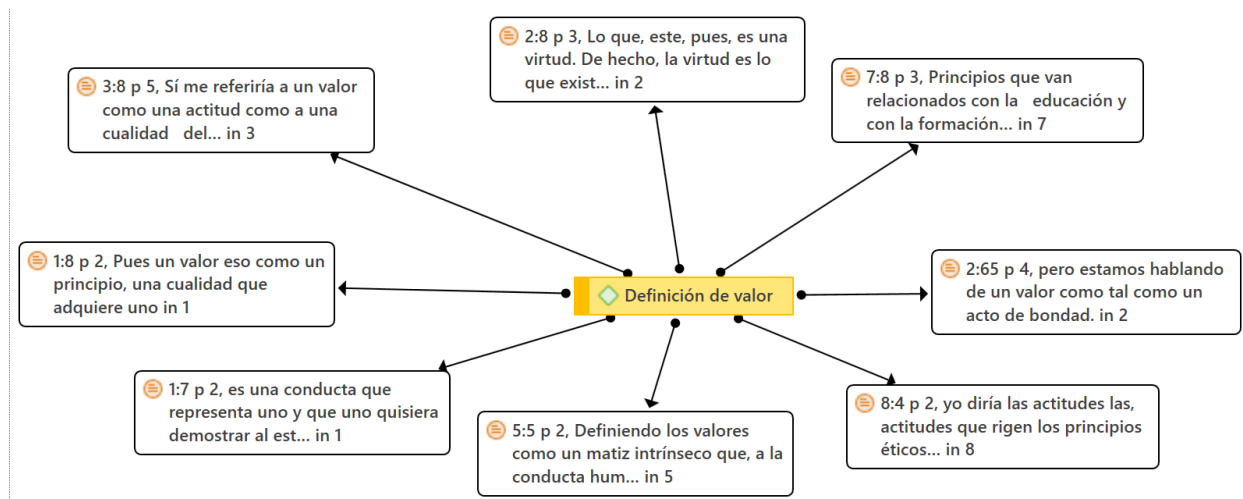 2:8 p 3, Lo que, este, pues, es una
virtud. De hecho, la virtud es lo
que exist... in 2
3:8 p 5, Sí me referiría a un valor
como una actitud como a una
cualidad del... in 3
7:8 p 3, Principios que van
relacionados con la educación y
con la formación... in 7
1:8 p 2, Pues un valor eso como un
principio, una cualidad que
adquiere uno in 1
Definición de valor
2:65 p 4, pero estamos hablando
de un valor como tal como un
acto de bondad. in 2
1:7 p 2, es una conducta que
representa uno y que uno quisiera
demostrar al est... in 1
5:5 p 2, Definiendo los valores
como un matiz intrínseco que, a la
conducta hum... in 5
8:4 p 2, yo diría las actitudes las,
actitudes que rigen los principios
éticos... in 8